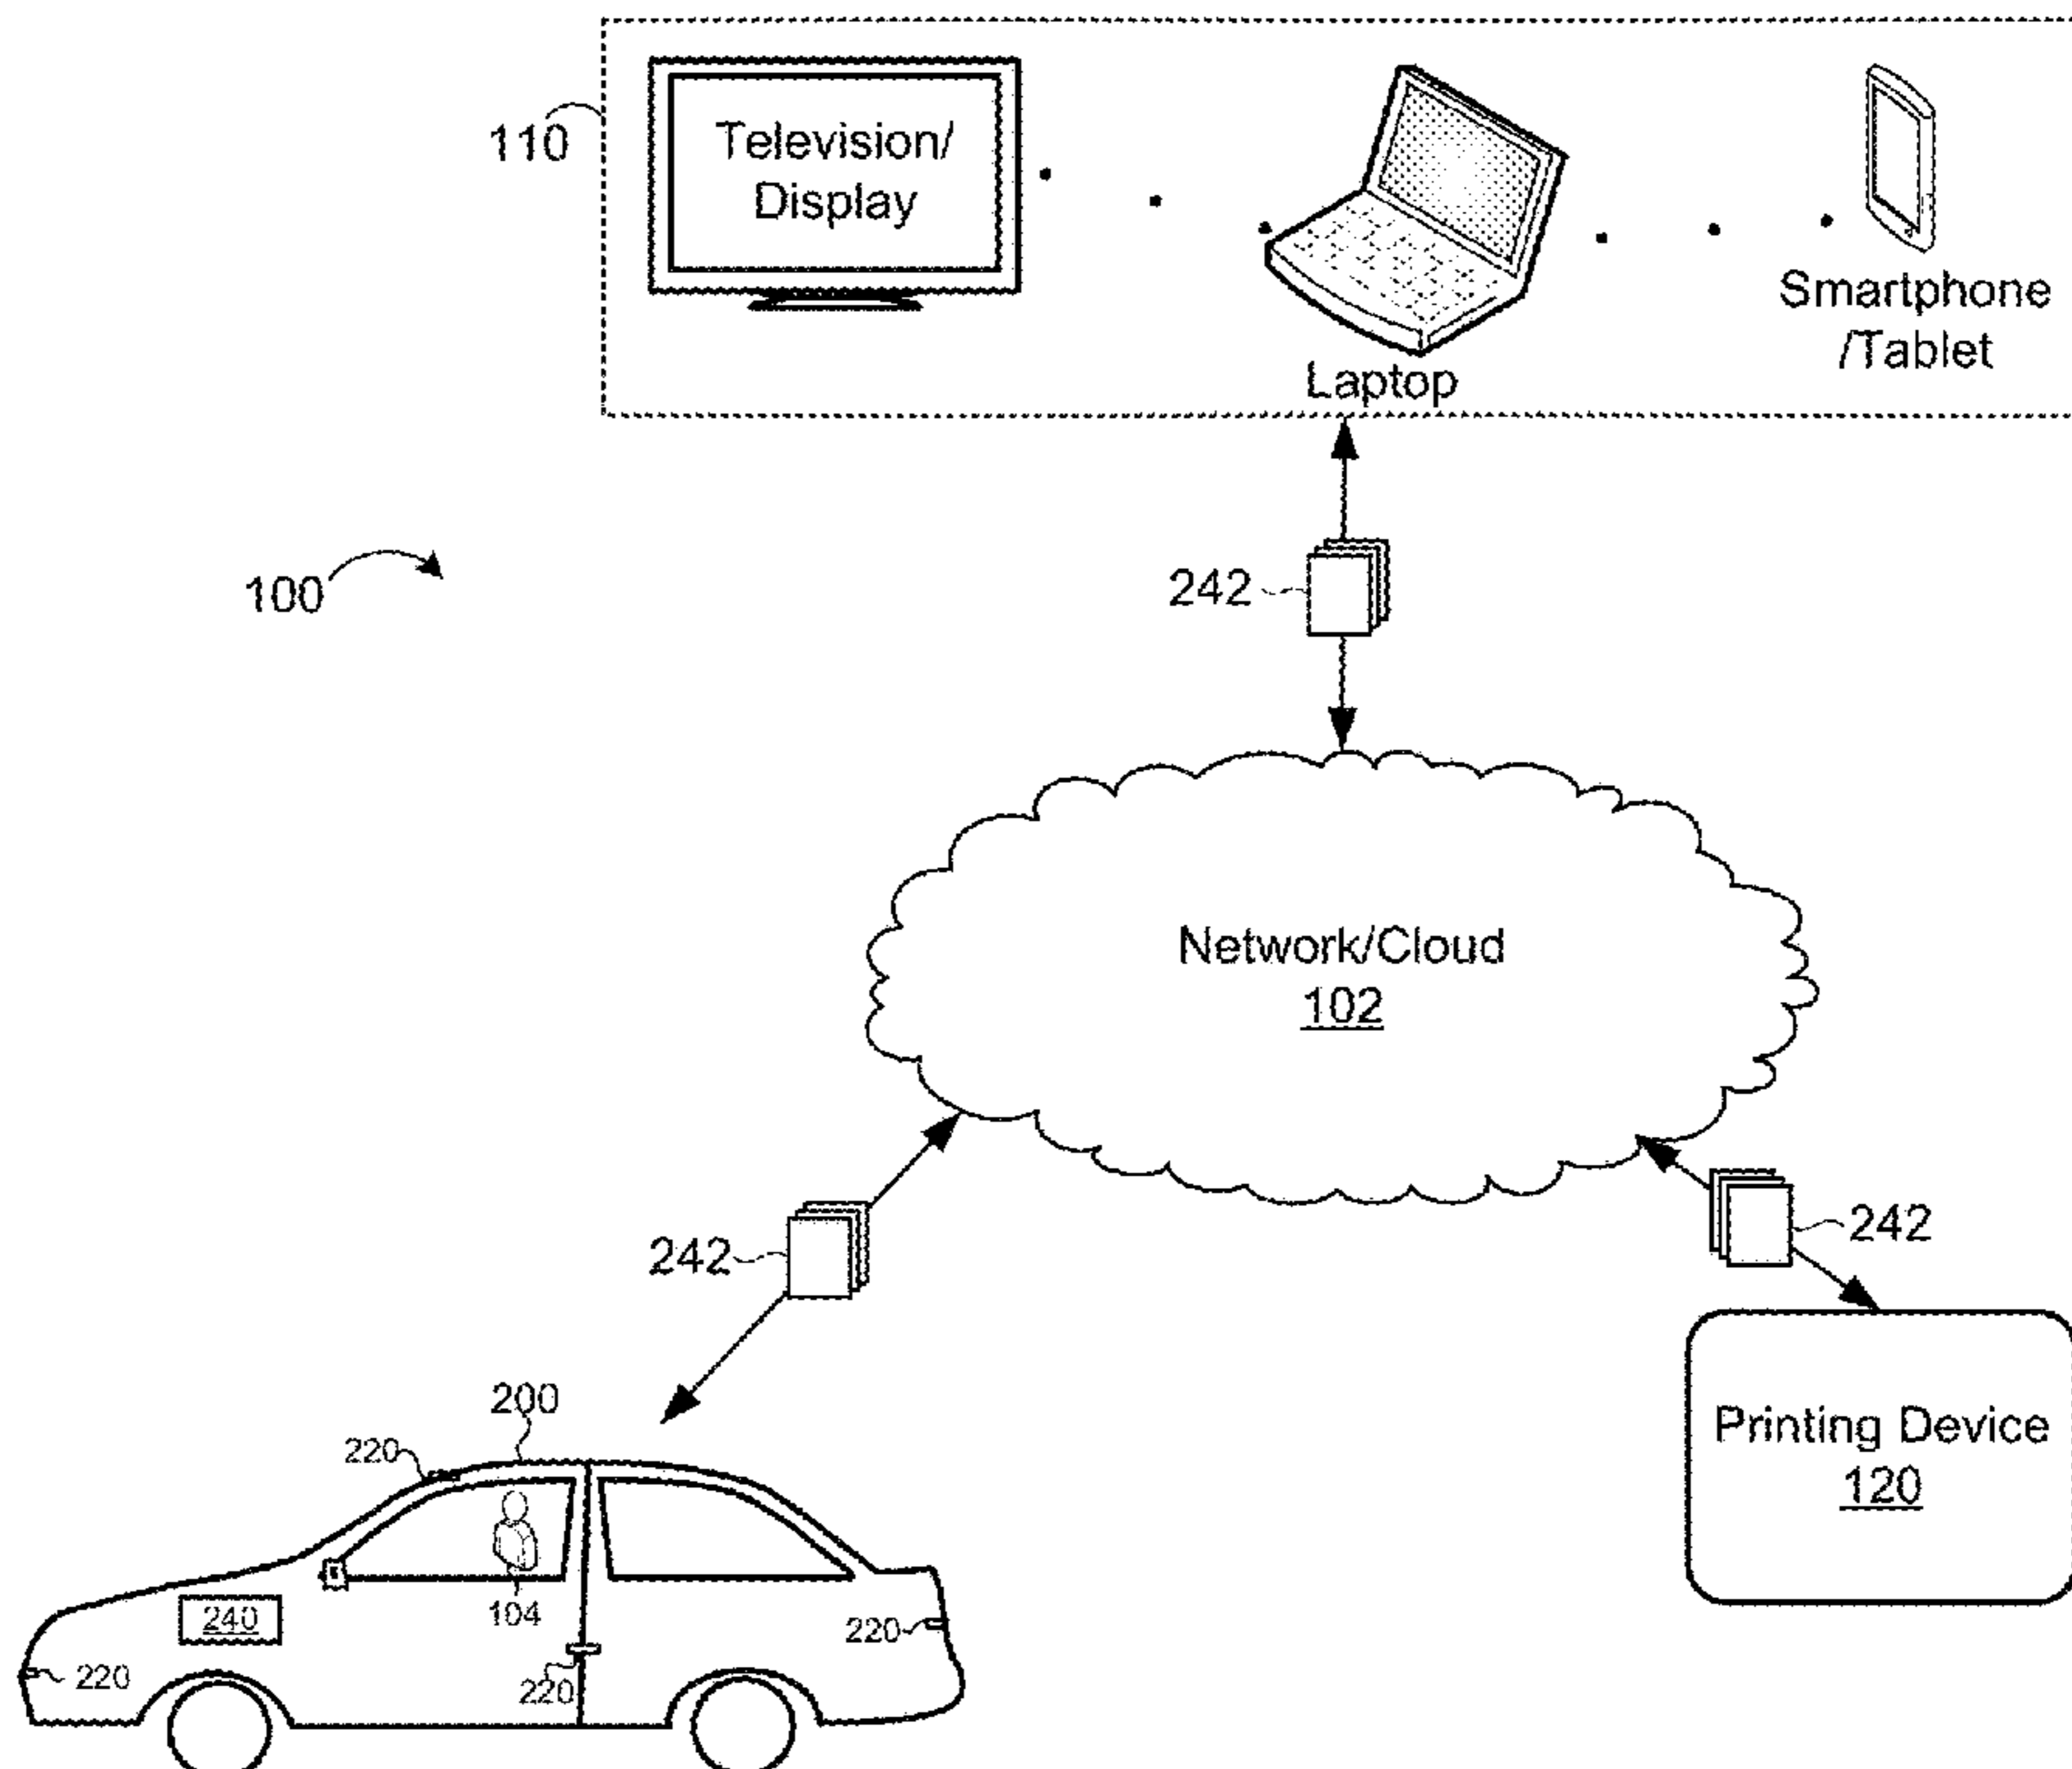 110
Television/
Display
Laptop
Smartphone
/Tablet
100
242
Network/Cloud
102
242
242
Printing Device
120
200
220
104
240
220
220
220